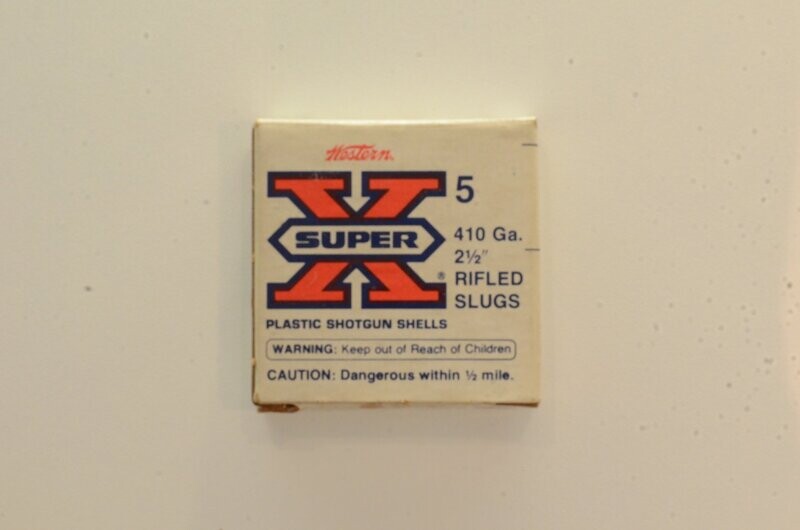 Western
5
SUPER X ®
410 Ga.
2½"
RIFLED
SLUGS
PLASTIC SHOTGUN SHELLS
WARNING: Keep out of Reach of Children
CAUTION: Dangerous within ½ mile.